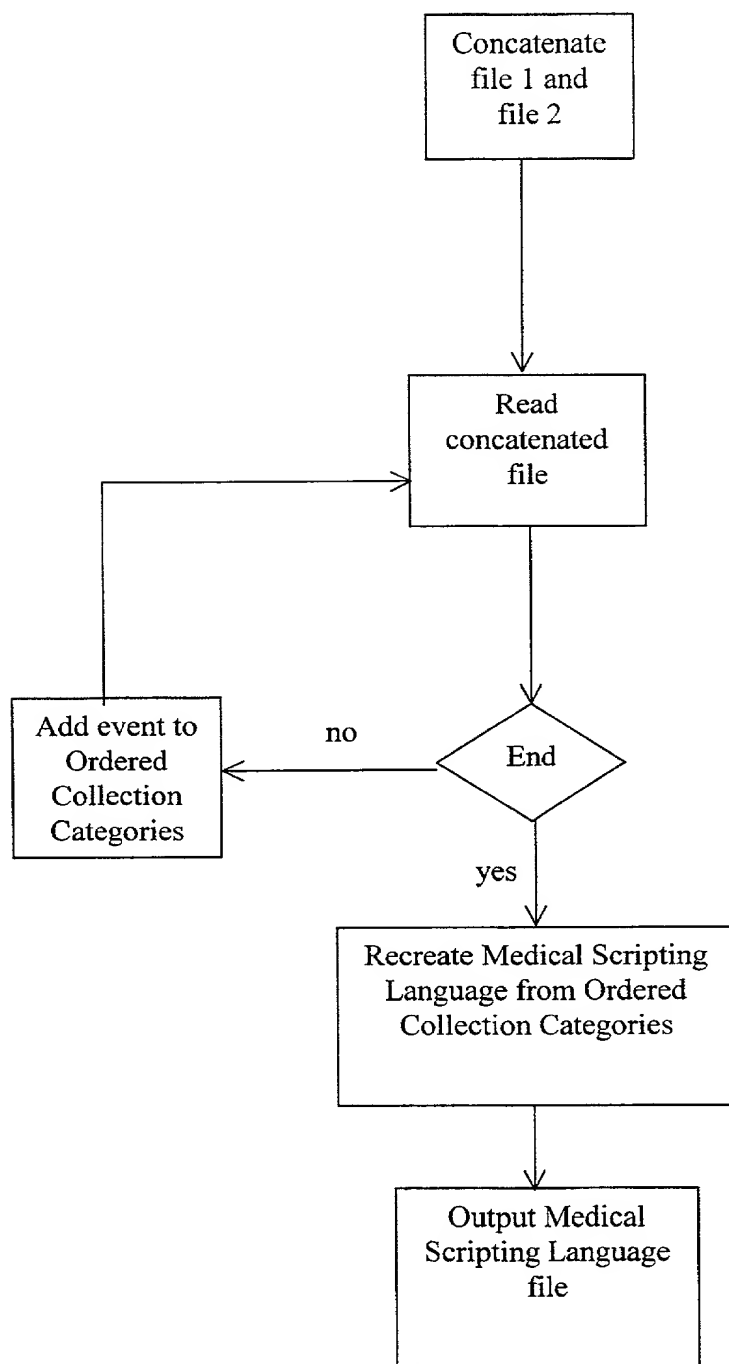 Concatenate
file 1 and
file 2
Read
concatenated
file
Add event to
Ordered
Collection
Categories
no
End
yes
Recreate Medical Scripting
Language from Ordered
Collection Categories
Output Medical
Scripting Language
file